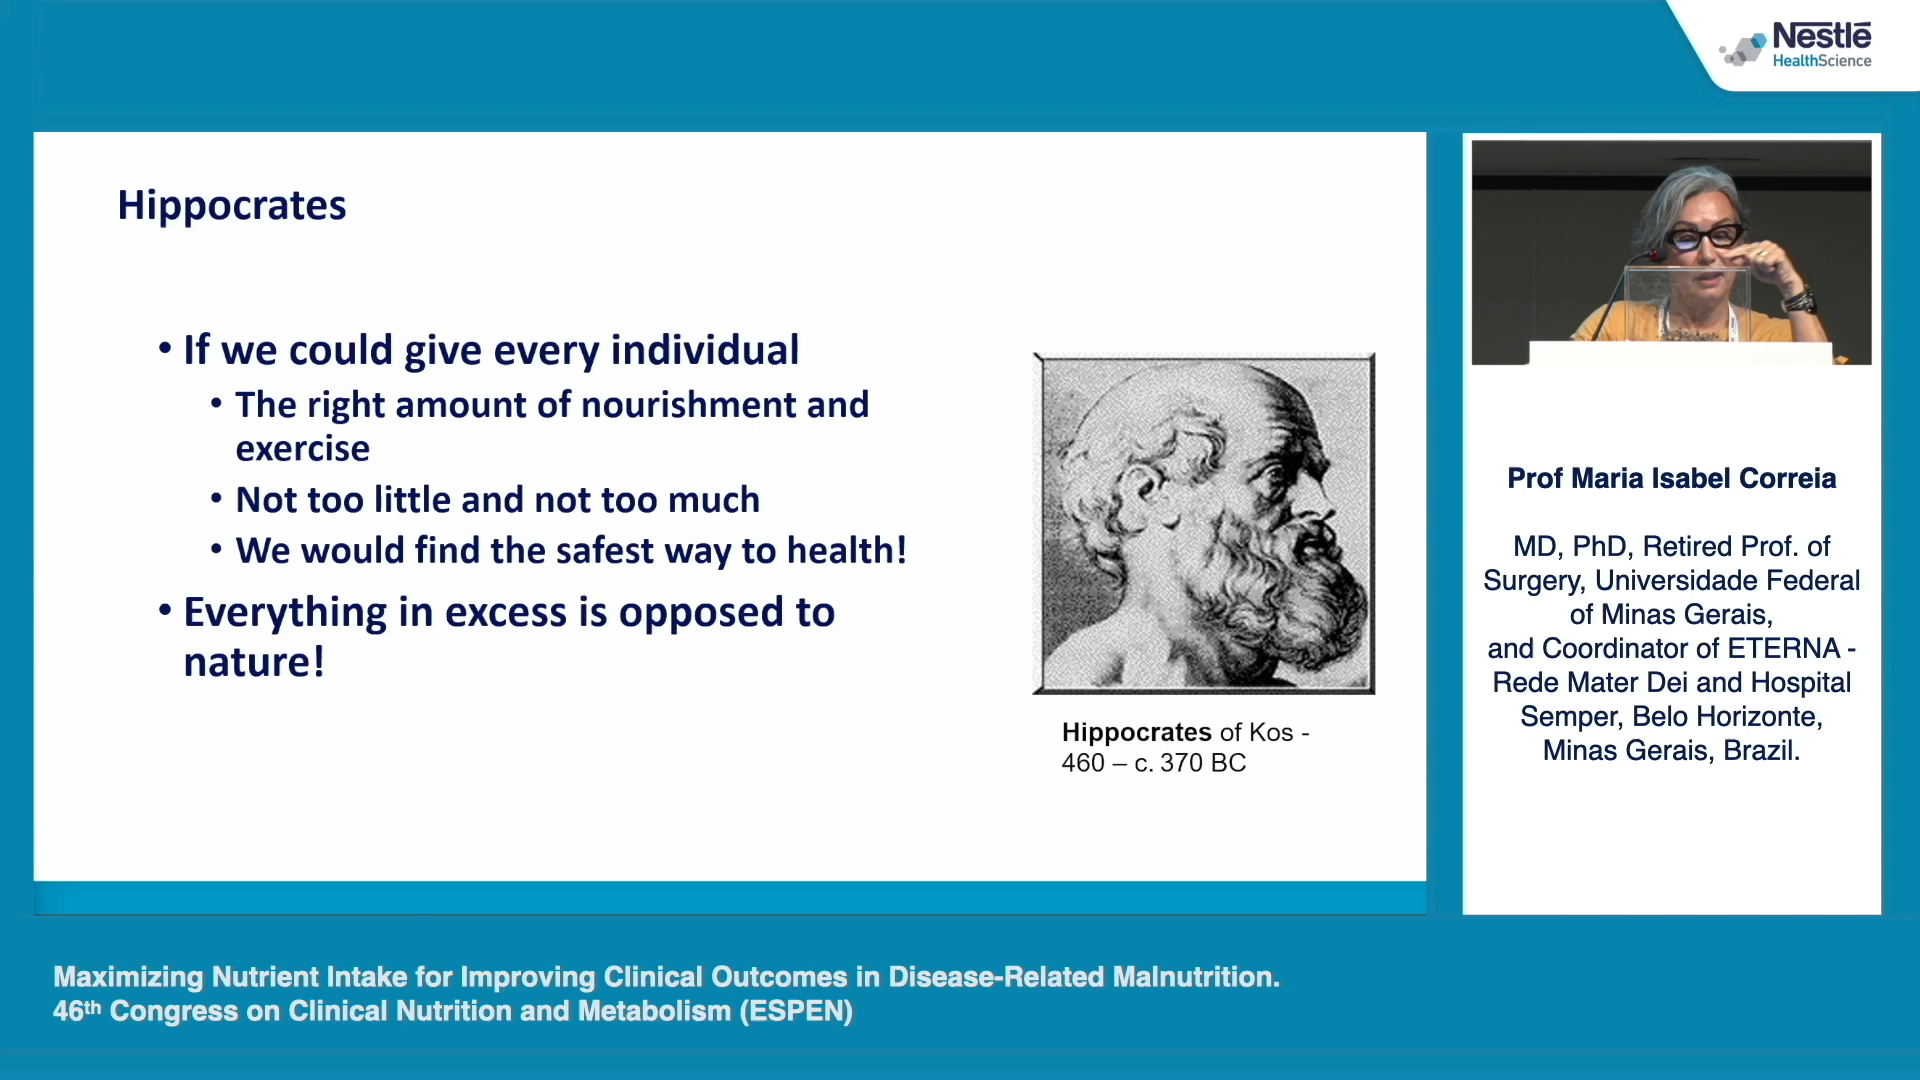 Nestlé
HealthScience
Hippocrates
• If we could give every individual
• The right amount of nourishment and
exercise
• Not too little and not too much
• We would find the safest way to health!
• Everything in excess is opposed to
nature!
Hippocrates of Kos -
460 – c. 370 BC
Prof Maria Isabel Correia
MD, PhD, Retired Prof. of
Surgery, Universidade Federal
of Minas Gerais,
and Coordinator of ETERNA -
Rede Mater Dei and Hospital
Semper, Belo Horizonte,
Minas Gerais, Brazil.
Maximizing Nutrient Intake for Improving Clinical Outcomes in Disease-Related Malnutrition.
46th Congress on Clinical Nutrition and Metabolism (ESPEN)